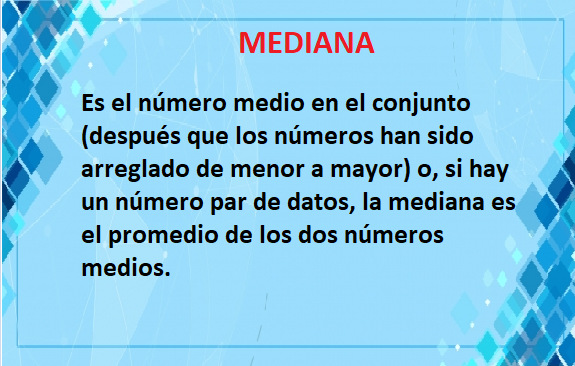 MEDIANA
Es el número medio en el conjunto
(después que los números han sido
arreglado de menor a mayor) o, si hay
un número par de datos, la mediana es
el promedio de los dos números
medios.